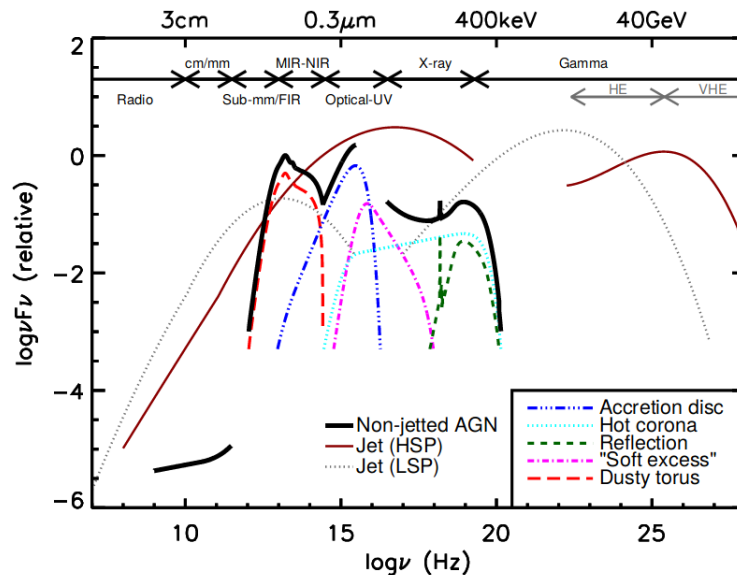 3cm 0.3μm 400keV 40GeV
2
cm/mm MIR-NIR X-ray Gamma
Radio Sub-mm/FIR Optical-UV HE VHE
0
-2
-4
-6
logνFν (relative)
Non-jetted AGN
Jet (HSP)
Jet (LSP)
Accretion disc
Hot corona
Reflection
"Soft excess"
Dusty torus
10 15 20 25
logν (Hz)